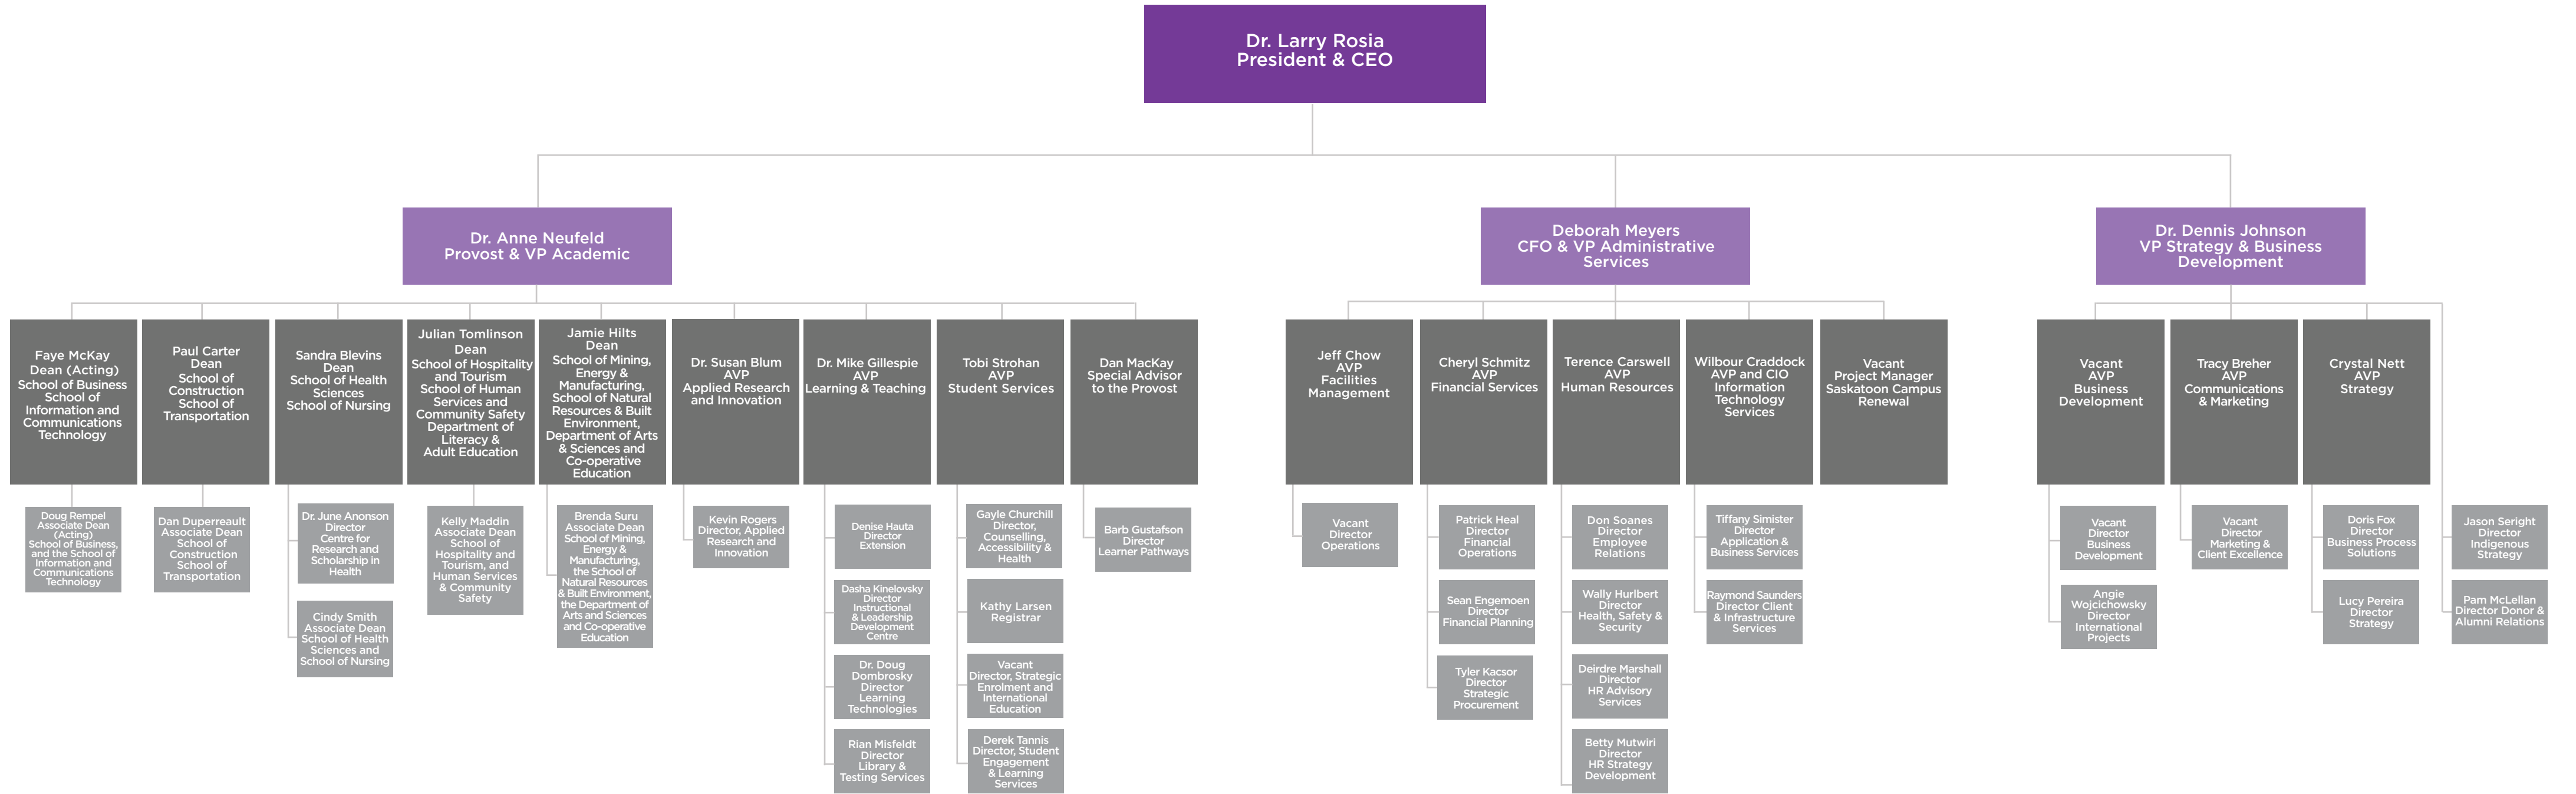 Dr. Larry Rosia
President & CEO
Dr. Anne Neufeld
Provost & VP Academic
Deborah Meyers
CFO & VP Administrative
Services
Dr. Dennis Johnson
VP Strategy & Business
Development
Faye McKay
Dean (Acting)
School of Business
School of
Information and
Communications
Technology
Paul Carter
Dean
School of
Construction
School of
Transportation
Sandra Blevins
Dean
School of Health
Sciences
School of Nursing
Julian Tomlinson
Dean
School of Hospitality
and Tourism
School of Human
Services and
Community Safety
Department of
Literacy &
Adult Education
Jamie Hilts
Dean
School of Mining,
Energy &
Manufacturing,
School of Natural
Resources & Built
Environment,
Department of Arts
& Sciences and
Co-operative
Education
Dr. Susan Blum
AVP
Applied Research
and Innovation
Dr. Mike Gillespie
AVP
Learning & Teaching
Tobi Strohan
AVP
Student Services
Dan MacKay
Special Advisor
to the Provost
Jeff Chow
AVP
Facilities
Management
Cheryl Schmitz
AVP
Financial Services
Terence Carswell
AVP
Human Resources
Wilbour Craddock
AVP and CIO
Information
Technology
Services
Vacant
Project Manager
Saskatoon Campus
Renewal
Vacant
AVP
Business
Development
Tracy Breher
AVP
Communications
& Marketing
Crystal Nett
AVP
Strategy
Doug Rempel
Associate Dean
(Acting)
School of Business,
and the School of
Information and
Communications
Technology
Dan Duperreault
Associate Dean
School of
Construction
School of
Transportation
Dr. June Anonson
Director
Centre for
Research and
Scholarship in
Health
Cindy Smith
Associate Dean
School of Health
Sciences and
School of Nursing
Kelly Maddin
Associate Dean
School of
Hospitality and
Tourism, and
Human Services
& Community
Safety
Brenda Suru
Associate Dean
School of Mining,
Energy &
Manufacturing,
the School of
Natural Resources
& Built Environment,
the Department of
Arts and Sciences
and Co-operative
Education
Kevin Rogers
Director, Applied
Research and
Innovation
Denise Hauta
Director
Extension
Dasha Kinelovsky
Director
Instructional
& Leadership
Development
Centre
Dr. Doug
Dombrosky
Director
Learning
Technologies
Rian Misfeldt
Director
Library &
Testing Services
Gayle Churchill
Director,
Counselling,
Accessibility &
Health
Kathy Larsen
Registrar
Vacant
Director, Strategic
Enrolment and
International
Education
Derek Tannis
Director, Student
Engagement
& Learning
Services
Barb Gustafson
Director
Learner Pathways
Vacant
Director
Operations
Patrick Heal
Director
Financial
Operations
Sean Engemoen
Director
Financial Planning
Tyler Kacsor
Director
Strategic
Procurement
Don Soanes
Director
Employee
Relations
Wally Hurlbert
Director
Health, Safety &
Security
Deirdre Marshall
Director
HR Advisory
Services
Betty Mutwiri
Director
HR Strategy
Development
Tiffany Simister
Director
Application &
Business Services
Raymond Saunders
Director Client
& Infrastructure
Services
Vacant
Director
Business
Development
Angie
Wojcichowsky
Director
International
Projects
Vacant
Director
Marketing &
Client Excellence
Doris Fox
Director
Business Process
Solutions
Lucy Pereira
Director
Strategy
Jason Seright
Director
Indigenous
Strategy
Pam McLellan
Director Donor &
Alumni Relations